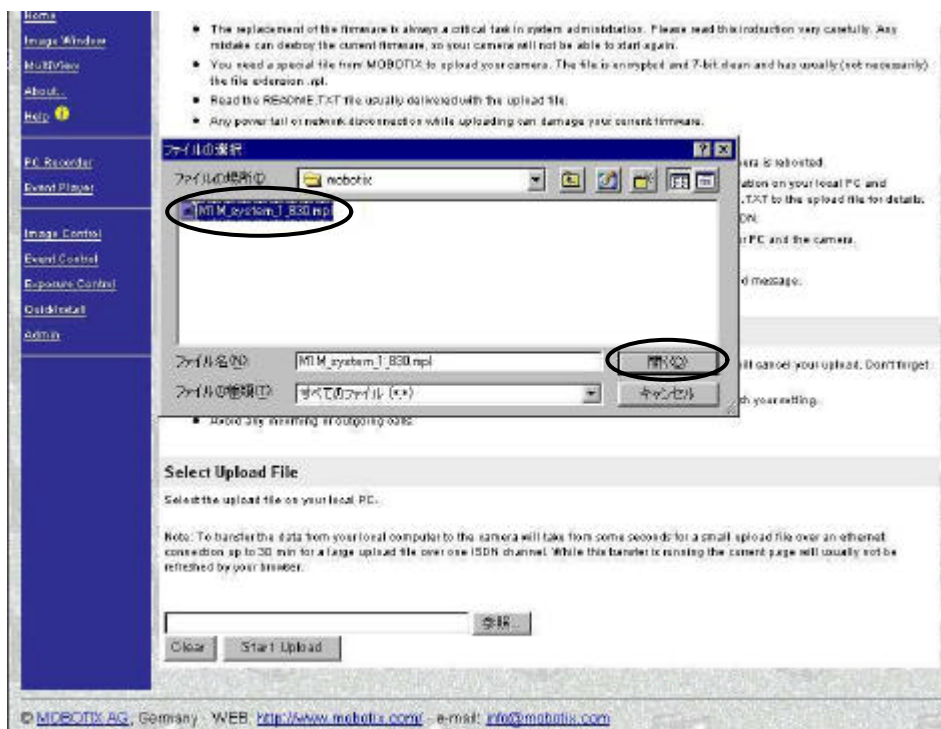 Home
Image Window
MultiView
About..
Help
PC Recorder
Event Player
Image Control
Event Control
Exposure Control
QuickInstall
Admin
The replacement of the firmware is always a critical task in system administration. Please read this instruction very carefully. Any
mistake can destroy the current firmware, so your camera will not be able to start again.
You need a special file from MOBOTIX to upload your camera. The file is encrypted and 7-bit clean and has usually (not necessarily)
the file extension .mpl.
Read the README.TXT file usually delivered with the upload file.
Any power fail or network disconnection while uploading can damage your current firmware.
era is rebooted.
ation on your local PC and
.TXT to the upload file for details.
DN.
r PC and the camera.
d message.
ill cancel your upload. Don't forget
h your setting.
Avoid any incoming or outgoing calls.
ファイルの選択
ファイルの場所(I):
mobotix
M1M_system_1_830.mpl
ファイル名(N):
M1M_system_1_830.mpl
開く(O)
ファイルの種類(T):
すべてのファイル (*.*)
キャンセル
Select Upload File
Select the upload file on your local PC.
Note: To transfer the data from your local computer to the camera will take from some seconds for a small upload file over an ethernet
connection up to 30 min for a large upload file over one ISDN channel. While this transfer is running the current page will usually not be
refreshed by your browser.
参照...
Clear
Start Upload
© MOBOTIX AG, Germany - WEB: http://www.mobotix.com/ - e-mail: info@mobotix.com